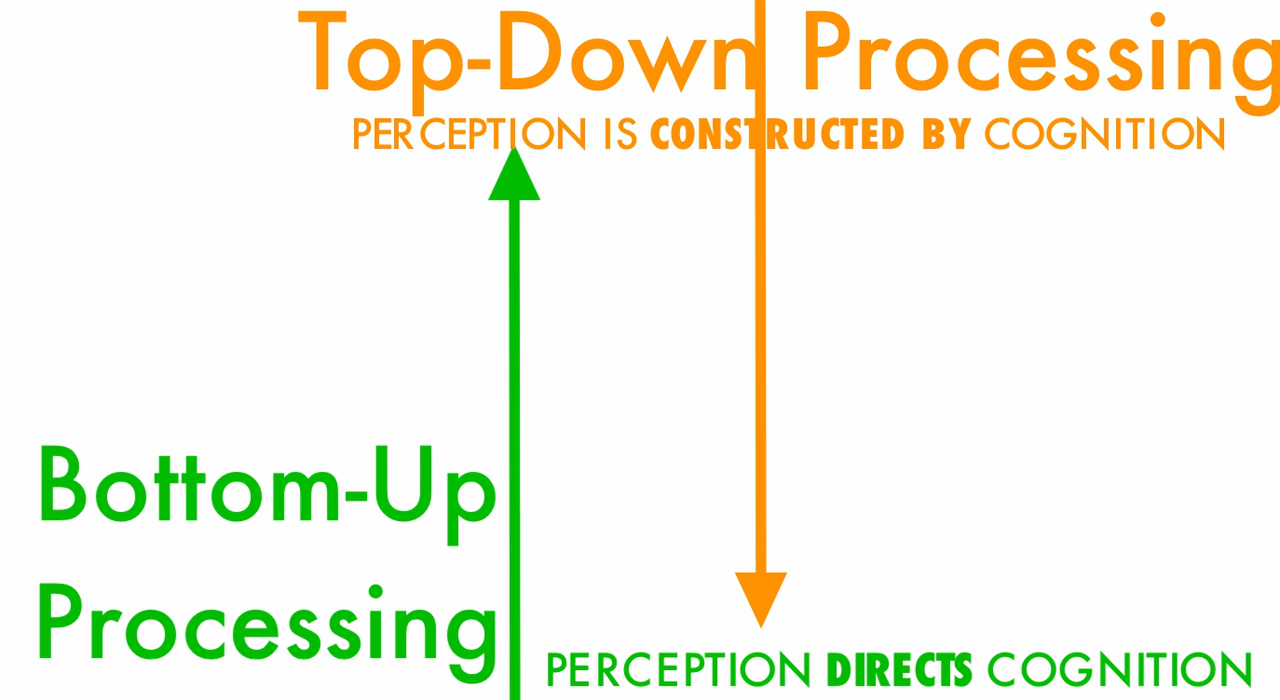 Top-Down Processing
PERCEPTION IS CONSTRUCTED BY COGNITION
Bottom-Up
Processing
PERCEPTION DIRECTS COGNITION